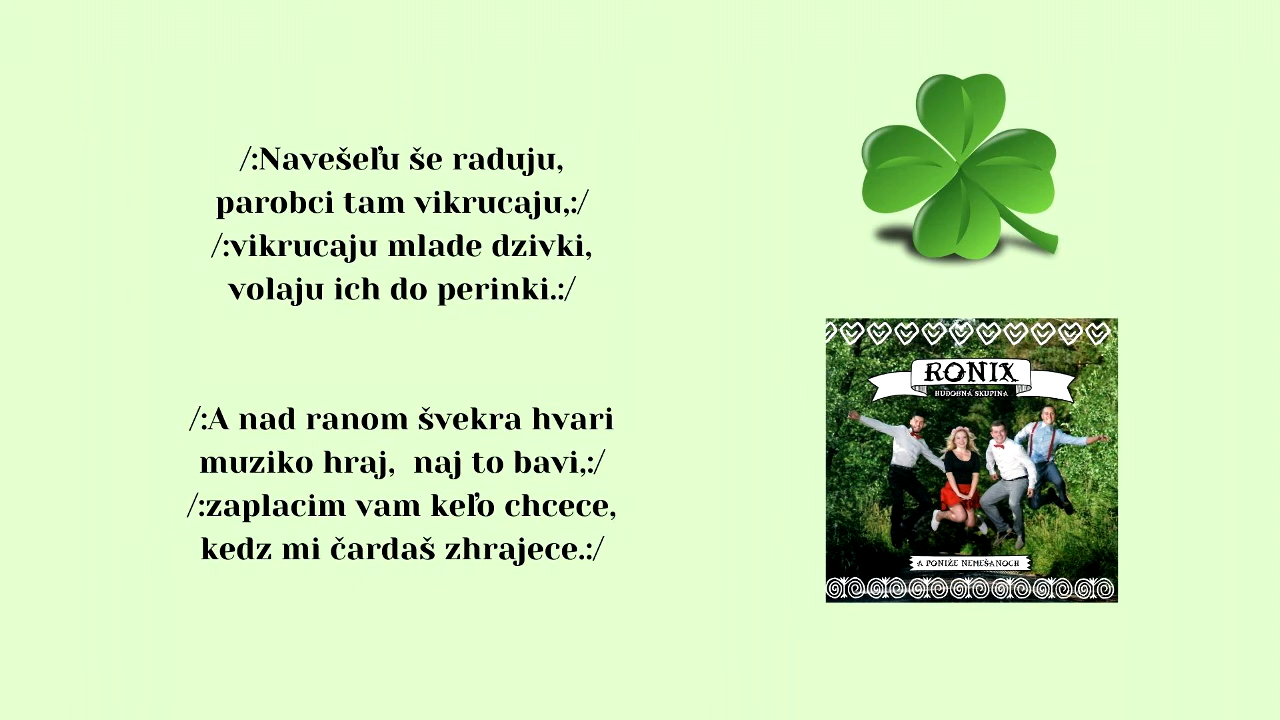 /:Navešeľu še raduju,
parobci tam vikrucaju,:/
/:vikrucaju mlade dzivki,
volaju ich do perinki.:/
/:A nad ranom švekra hvari
muziko hraj,  naj to bavi,:/
/:zaplacim vam keľo chcece,
kedz mi čardaš zhrajece.:/
RONIX
HUDOBNÁ SKUPINA
A PONIŽE NEMEŠANOCH